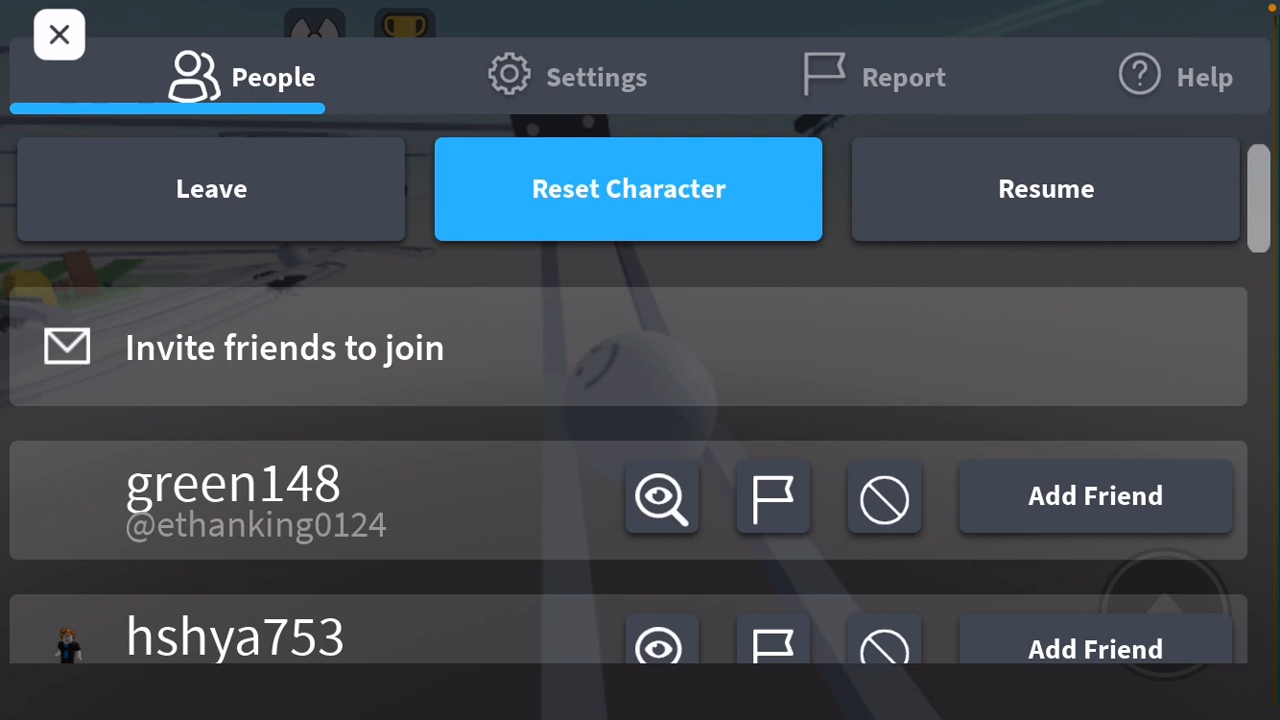 People
Settings
Report
Help
Leave
Reset Character
Resume
Invite friends to join
green148
@ethanking0124
Add Friend
hshya753
Add Friend